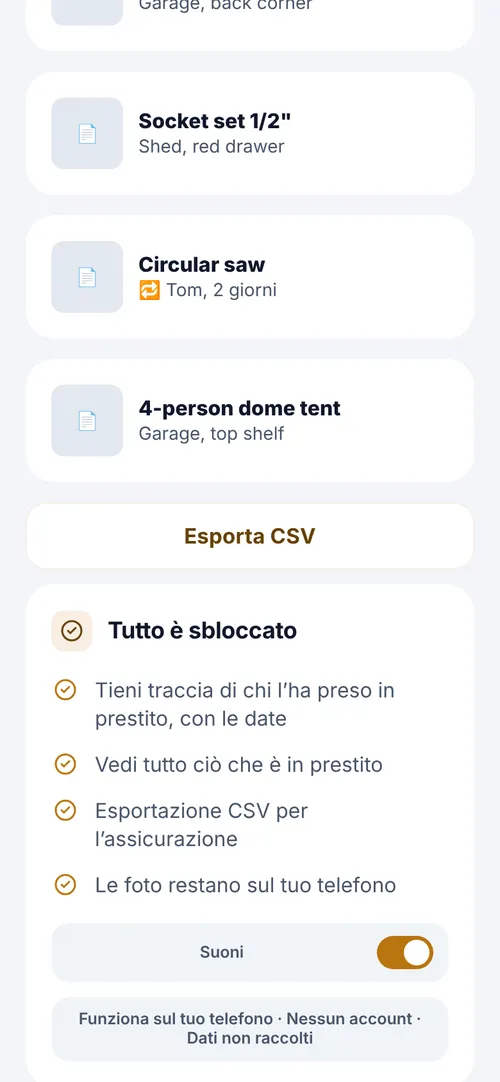 Garage, back corner
Socket set 1/2"
Shed, red drawer
Circular saw
🔁 Tom, 2 giorni
4-person dome tent
Garage, top shelf
Esporta CSV
Tutto è sbloccato
Tieni traccia di chi l’ha preso in
prestito, con le date
Vedi tutto ciò che è in prestito
Esportazione CSV per
l’assicurazione
Le foto restano sul tuo telefono
Suoni
Funziona sul tuo telefono · Nessun account ·
Dati non raccolti